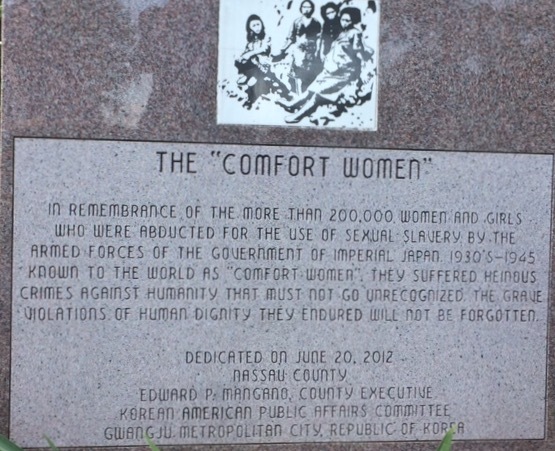 THE "COMFORT WOMEN"
IN REMEMBRANCE OF THE MORE THAN 200,000 WOMEN AND GIRLS
WHO WERE ABDUCTED FOR THE USE OF SEXUAL SLAVERY BY THE
ARMED FORCES OF THE GOVERNMENT OF IMPERIAL JAPAN. 1930'S-1945
KNOWN TO THE WORLD AS "COMFORT WOMEN", THEY SUFFERED HEINOUS
CRIMES AGAINST HUMANITY THAT MUST NOT GO UNRECOGNIZED. THE GRAVE
VIOLATIONS OF HUMAN DIGNITY THEY ENDURED WILL NOT BE FORGOTTEN.
DEDICATED ON JUNE 20, 2012
NASSAU COUNTY
EDWARD P. MANGANO, COUNTY EXECUTIVE
KOREAN AMERICAN PUBLIC AFFAIRS COMMITTEE
GWANGJU METROPOLITAN CITY, REPUBLIC OF KOREA